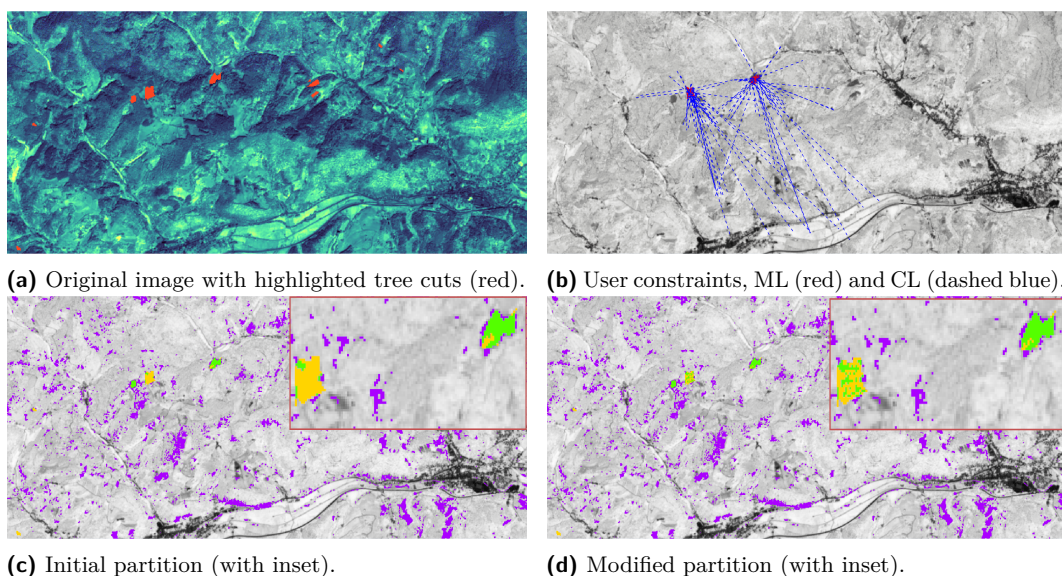 (a) Original image with highlighted tree cuts (red).
(b) User constraints, ML (red) and CL (dashed blue).
(c) Initial partition (with inset).
(d) Modified partition (with inset).